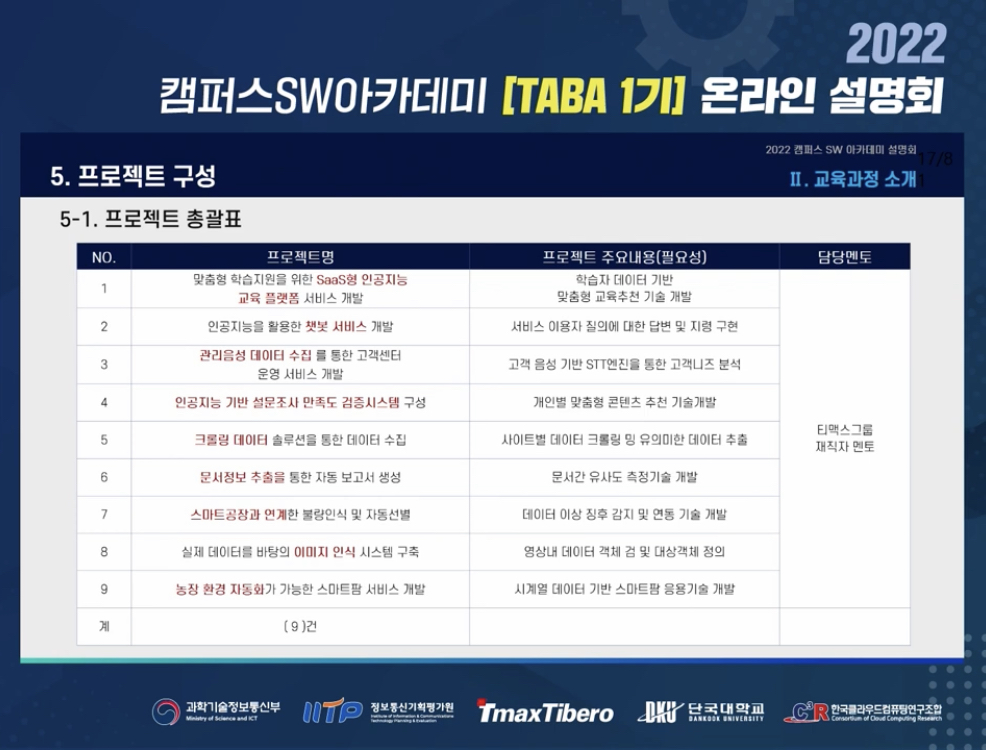 2022
캠퍼스SW아카데미 [TABA 1기] 온라인 설명회
2022 캠퍼스 SW 아카데미 설명회
17/8
5. 프로젝트 구성
Ⅱ. 교육과정 소개
5-1. 프로젝트 총괄표
NO. 프로젝트명 프로젝트 주요내용(필요성) 담당멘토
1 맞춤형 학습지원을 위한 SaaS형 인공지능 학습자 데이터 기반
교육 플랫폼 서비스 개발 맞춤형 교육추천 기술 개발
2 인공지능을 활용한 챗봇 서비스 개발 서비스 이용자 질의에 대한 답변 및 지령 구현
3 관리음성 데이터 수집 를 통한 고객센터 고객 음성 기반 STT엔진을 통한 고객니즈 분석
운영 서비스 개발
4 인공지능 기반 설문조사 만족도 검증시스템 구성 개인별 맞춤형 콘텐츠 추천 기술개발
5 크롤링 데이터 솔루션을 통한 데이터 수집 사이트별 데이터 크롤링 밍 유의미한 데이터 추출
티맥스그룹
재직자 멘토
6 문서정보 추출을 통한 자동 보고서 생성 문서간 유사도 측정기술 개발
7 스마트공장과 연계한 불량인식 및 자동선별 데이터 이상 징후 감지 및 연동 기술 개발
8 실제 데이터를 바탕의 이미지 인식 시스템 구축 영상내 데이터 객체 검 및 대상객체 정의
9 농장 환경 자동화가 가능한 스마트팜 서비스 개발 시계열 데이터 기반 스마트팜 응용기술 개발
계 ( 9 )건
과학기술정보통신부
Ministry of Science and ICT
IITP 정보통신기획평가원
Institute of Information & Communications
Technology Planning & Evaluation
TmaxTibero
DKU 단국대학교
DANKOOK UNIVERSITY
C3R 한국클라우드컴퓨팅연구조합
Consortium of Cloud Computing Research